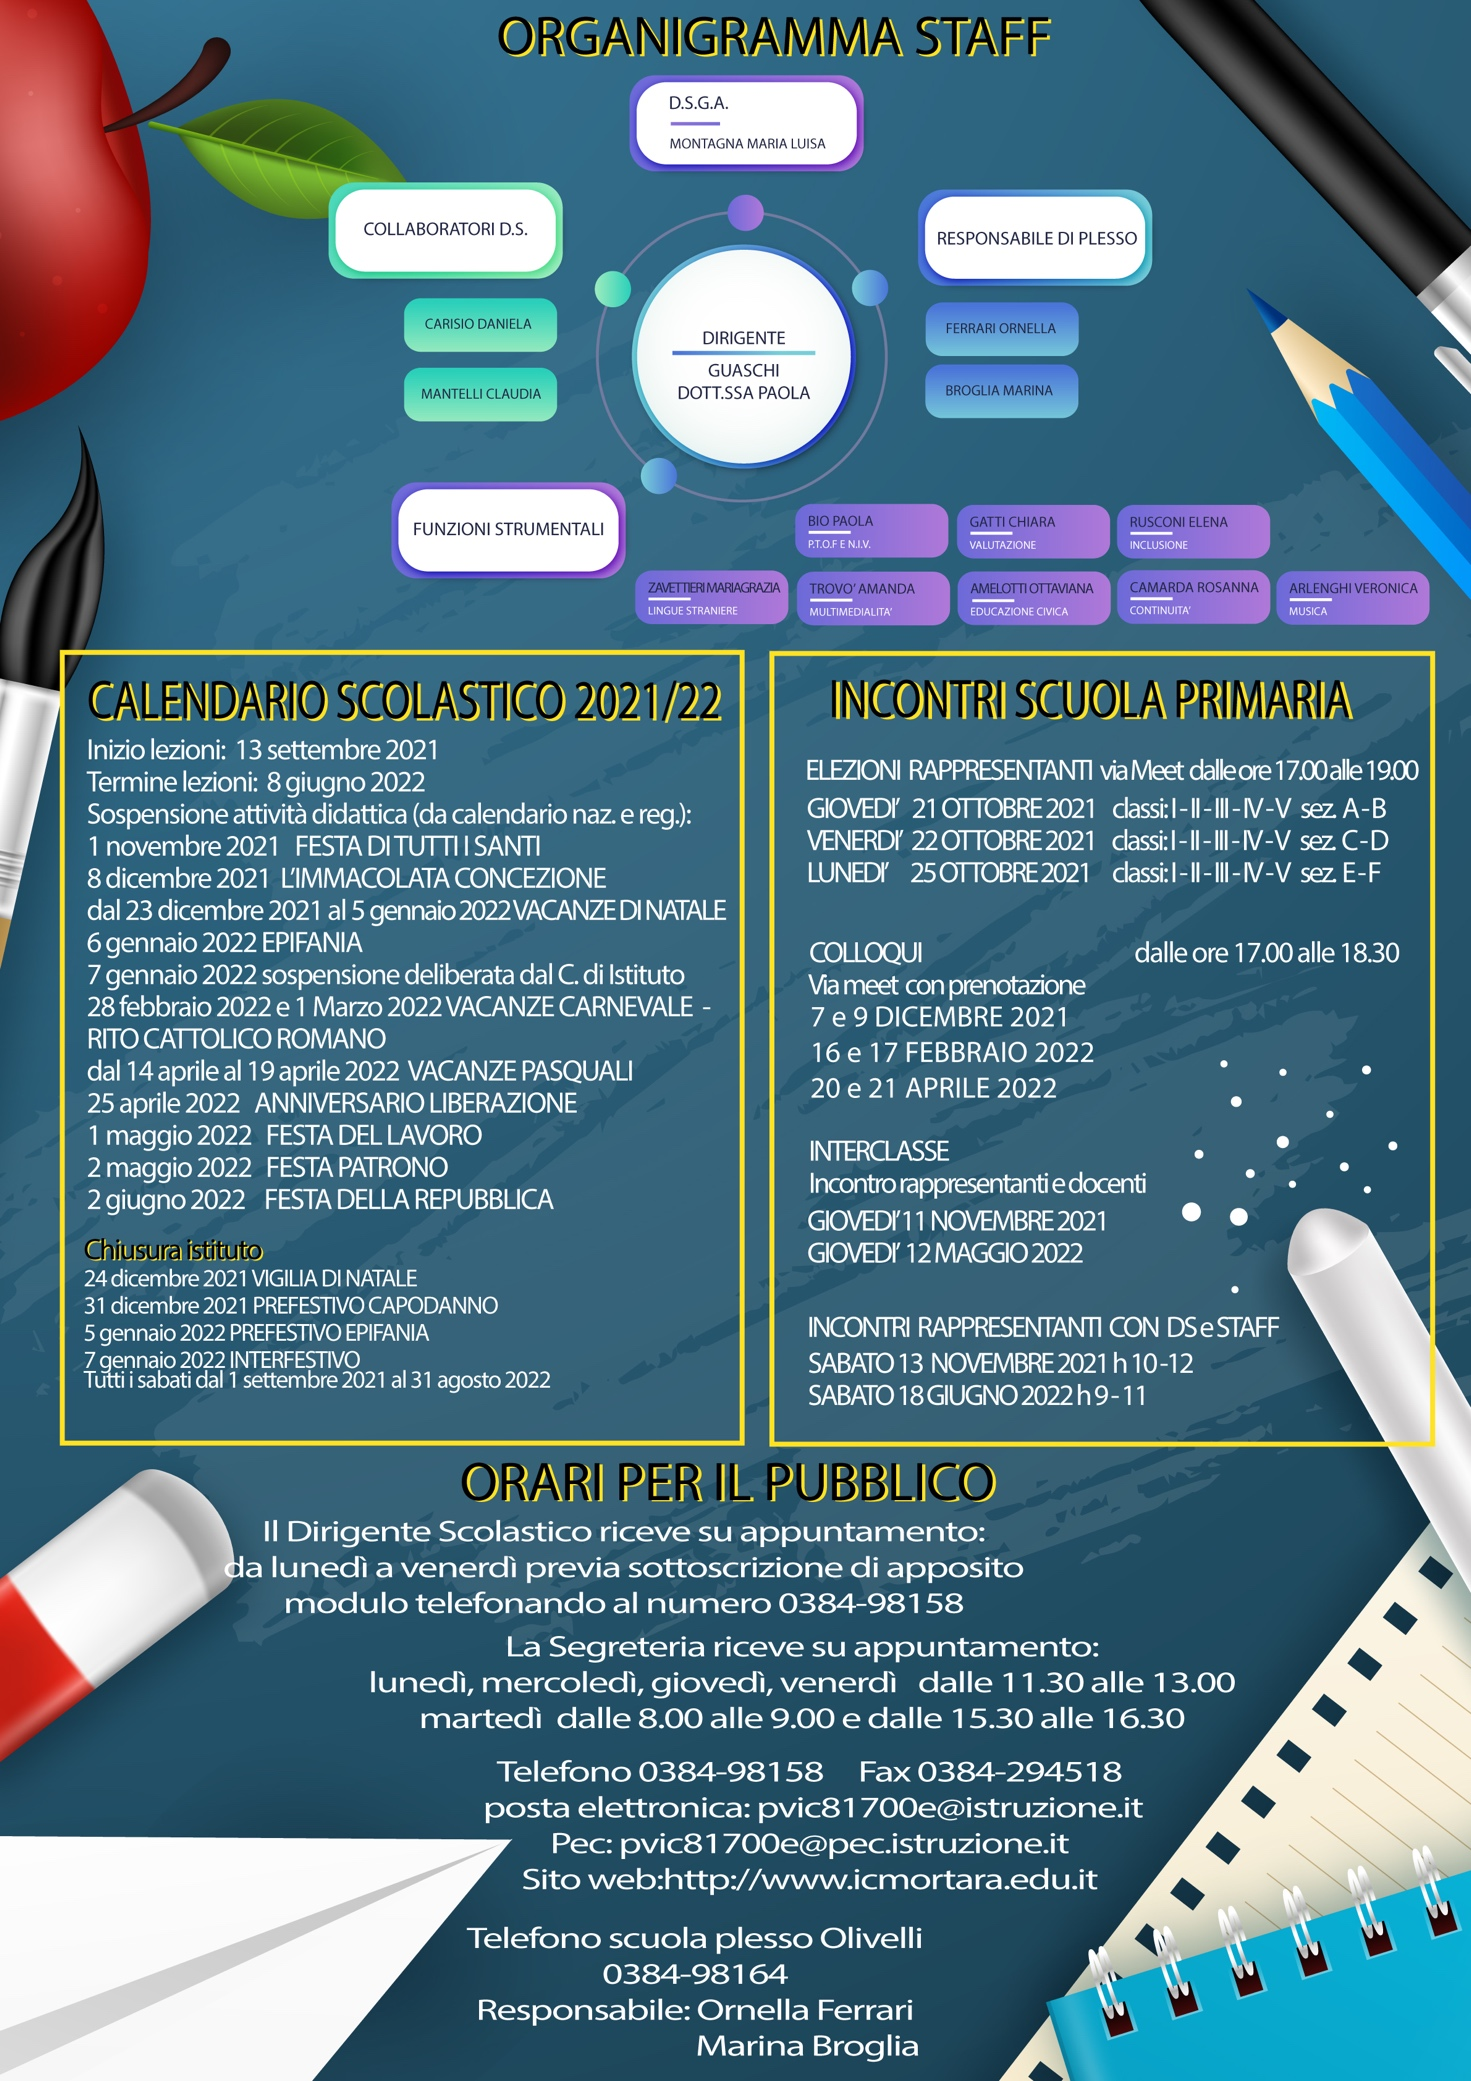 ORGANIGRAMMA STAFF
D.S.G.A.
MONTAGNA MARIA LUISA
COLLABORATORI D.S.
CARISIO DANIELA
MANTELLI CLAUDIA
RESPONSABILE DI PLESSO
FERRARI ORNELLA
BROGLIA MARINA
DIRIGENTE
GUASCHI
DOTT.SSA PAOLA
FUNZIONI STRUMENTALI
BIO PAOLA
P.T.O.F E N.I.V.
GATTI CHIARA
VALUTAZIONE
RUSCONI ELENA
INCLUSIONE
ZAVETTIERI MARIAGRAZIA
LINGUE STRANIERE
TROVO' AMANDA
MULTIMEDIALITA'
AMELOTTI OTTAVIANA
EDUCAZIONE CIVICA
CAMARDA ROSANNA
CONTINUITA'
ARLENGHI VERONICA
MUSICA
CALENDARIO SCOLASTICO 2021/22
Inizio lezioni: 13 settembre 2021
Termine lezioni: 8 giugno 2022
Sospensione attività didattica (da calendario naz. e reg.):
1 novembre 2021 FESTA DI TUTTI I SANTI
8 dicembre 2021 L'IMMACOLATA CONCEZIONE
dal 23 dicembre 2021 al 5 gennaio 2022 VACANZE DI NATALE
6 gennaio 2022 EPIFANIA
7 gennaio 2022 sospensione deliberata dal C. di Istituto
28 febbraio 2022 e 1 Marzo 2022 VACANZE CARNEVALE -
RITO CATTOLICO ROMANO
dal 14 aprile al 19 aprile 2022 VACANZE PASQUALI
25 aprile 2022 ANNIVERSARIO LIBERAZIONE
1 maggio 2022 FESTA DEL LAVORO
2 maggio 2022 FESTA PATRONO
2 giugno 2022 FESTA DELLA REPUBBLICA
Chiusura istituto
24 dicembre 2021 VIGILIA DI NATALE
31 dicembre 2021 PREFESTIVO CAPODANNO
5 gennaio 2022 PREFESTIVO EPIFANIA
7 gennaio 2022 INTERFESTIVO
Tutti i sabati dal 1 settembre 2021 al 31 agosto 2022
INCONTRI SCUOLA PRIMARIA
ELEZIONI RAPPRESENTANTI via Meet dalle ore 17.00 alle 19.00
GIOVEDI' 21 OTTOBRE 2021 classi: I - II - III - IV - V sez. A - B
VENERDI' 22 OTTOBRE 2021 classi: I - II - III - IV - V sez. C - D
LUNEDI' 25 OTTOBRE 2021 classi: I - II - III - IV - V sez. E - F
COLLOQUI dalle ore 17.00 alle 18.30
Via meet con prenotazione
7 e 9 DICEMBRE 2021
16 e 17 FEBBRAIO 2022
20 e 21 APRILE 2022
INTERCLASSE
Incontro rappresentanti e docenti
GIOVEDI' 11 NOVEMBRE 2021
GIOVEDI' 12 MAGGIO 2022
INCONTRI RAPPRESENTANTI CON DS e STAFF
SABATO 13 NOVEMBRE 2021 h 10 -12
SABATO 18 GIUGNO 2022 h 9 - 11
ORARI PER IL PUBBLICO
Il Dirigente Scolastico riceve su appuntamento:
da lunedì a venerdì previa sottoscrizione di apposito
modulo telefonando al numero 0384-98158
La Segreteria riceve su appuntamento:
lunedì, mercoledì, giovedì, venerdì dalle 11.30 alle 13.00
martedì dalle 8.00 alle 9.00 e dalle 15.30 alle 16.30
Telefono 0384-98158 Fax 0384-294518
posta elettronica: pvic81700e@istruzione.it
Pec: pvic81700e@pec.istruzione.it
Sito web:http://www.icmortara.edu.it
Telefono scuola plesso Olivelli
0384-98164
Responsabile: Ornella Ferrari
Marina Broglia